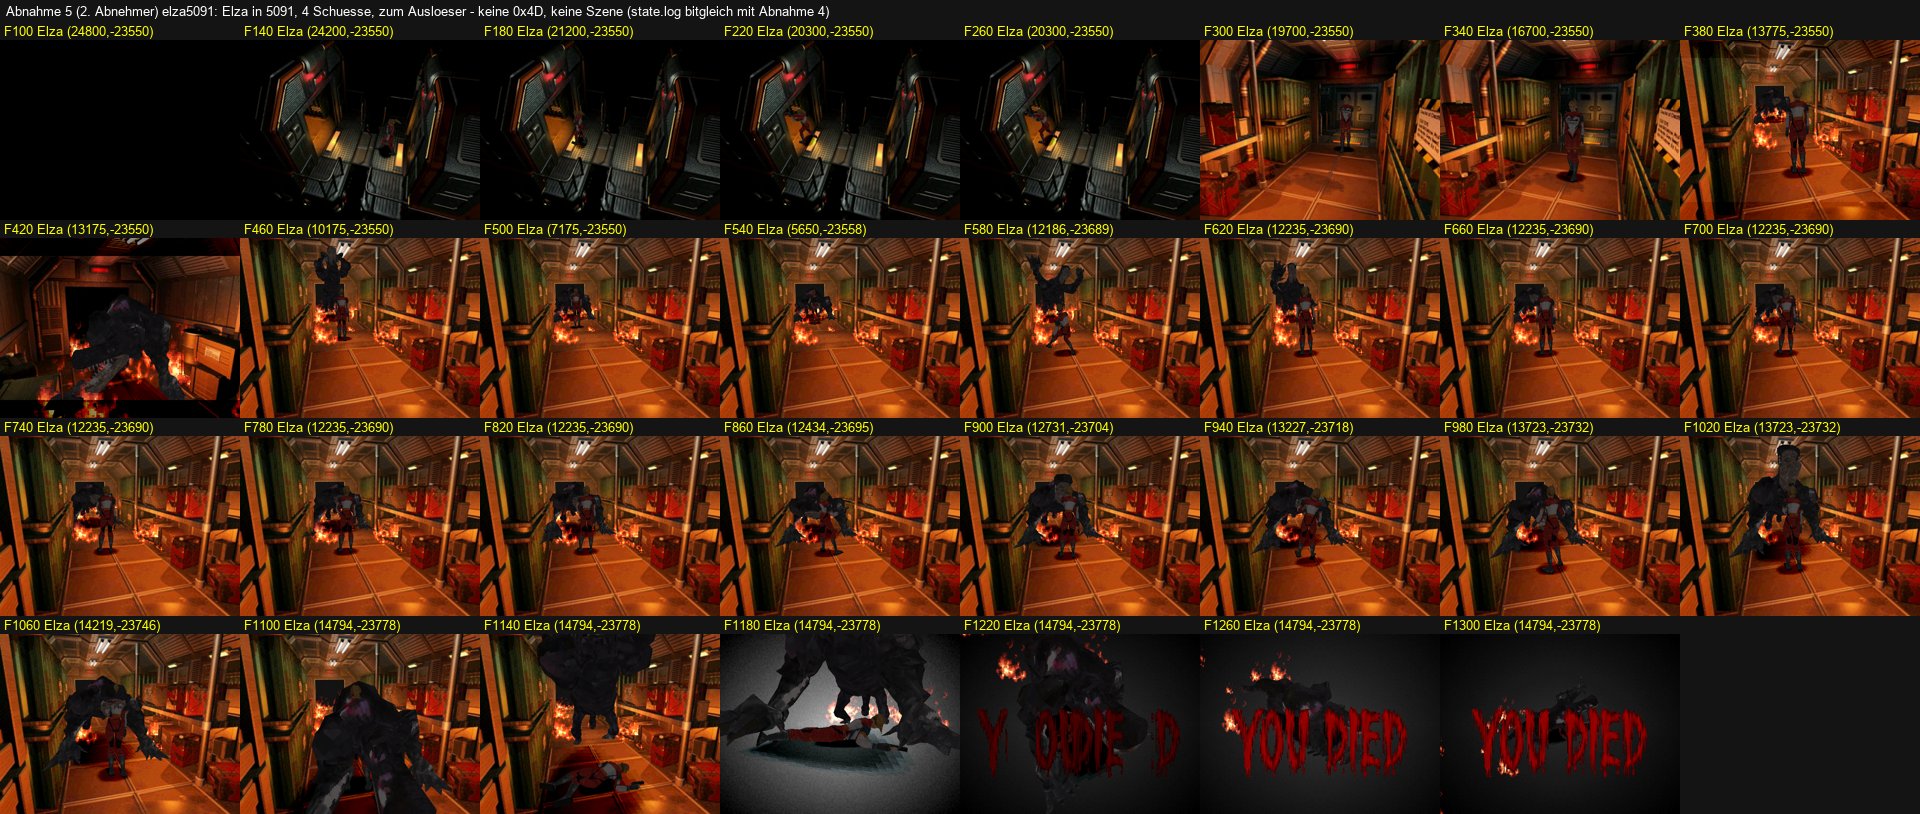 Abnahme 5 (2. Abnehmer) elza5091: Elza in 5091, 4 Schuesse, zum Ausloeser - keine 0x4D, keine Szene (state.log bitgleich mit Abnahme 4)
F100 Elza (24800,-23550)
F140 Elza (24200,-23550)
F180 Elza (21200,-23550)
F220 Elza (20300,-23550)
F260 Elza (20300,-23550)
F300 Elza (19700,-23550)
F340 Elza (16700,-23550)
F380 Elza (13775,-23550)
F420 Elza (13175,-23550)
F460 Elza (10175,-23550)
F500 Elza (7175,-23550)
F540 Elza (5650,-23558)
F580 Elza (12186,-23689)
F620 Elza (12235,-23690)
F660 Elza (12235,-23690)
F700 Elza (12235,-23690)
F740 Elza (12235,-23690)
F780 Elza (12235,-23690)
F820 Elza (12235,-23690)
F860 Elza (12434,-23695)
F900 Elza (12731,-23704)
F940 Elza (13227,-23718)
F980 Elza (13723,-23732)
F1020 Elza (13723,-23732)
F1060 Elza (14219,-23746)
F1100 Elza (14794,-23778)
F1140 Elza (14794,-23778)
F1180 Elza (14794,-23778)
F1220 Elza (14794,-23778)
F1260 Elza (14794,-23778)
F1300 Elza (14794,-23778)
YOU DIED
YOU DIED